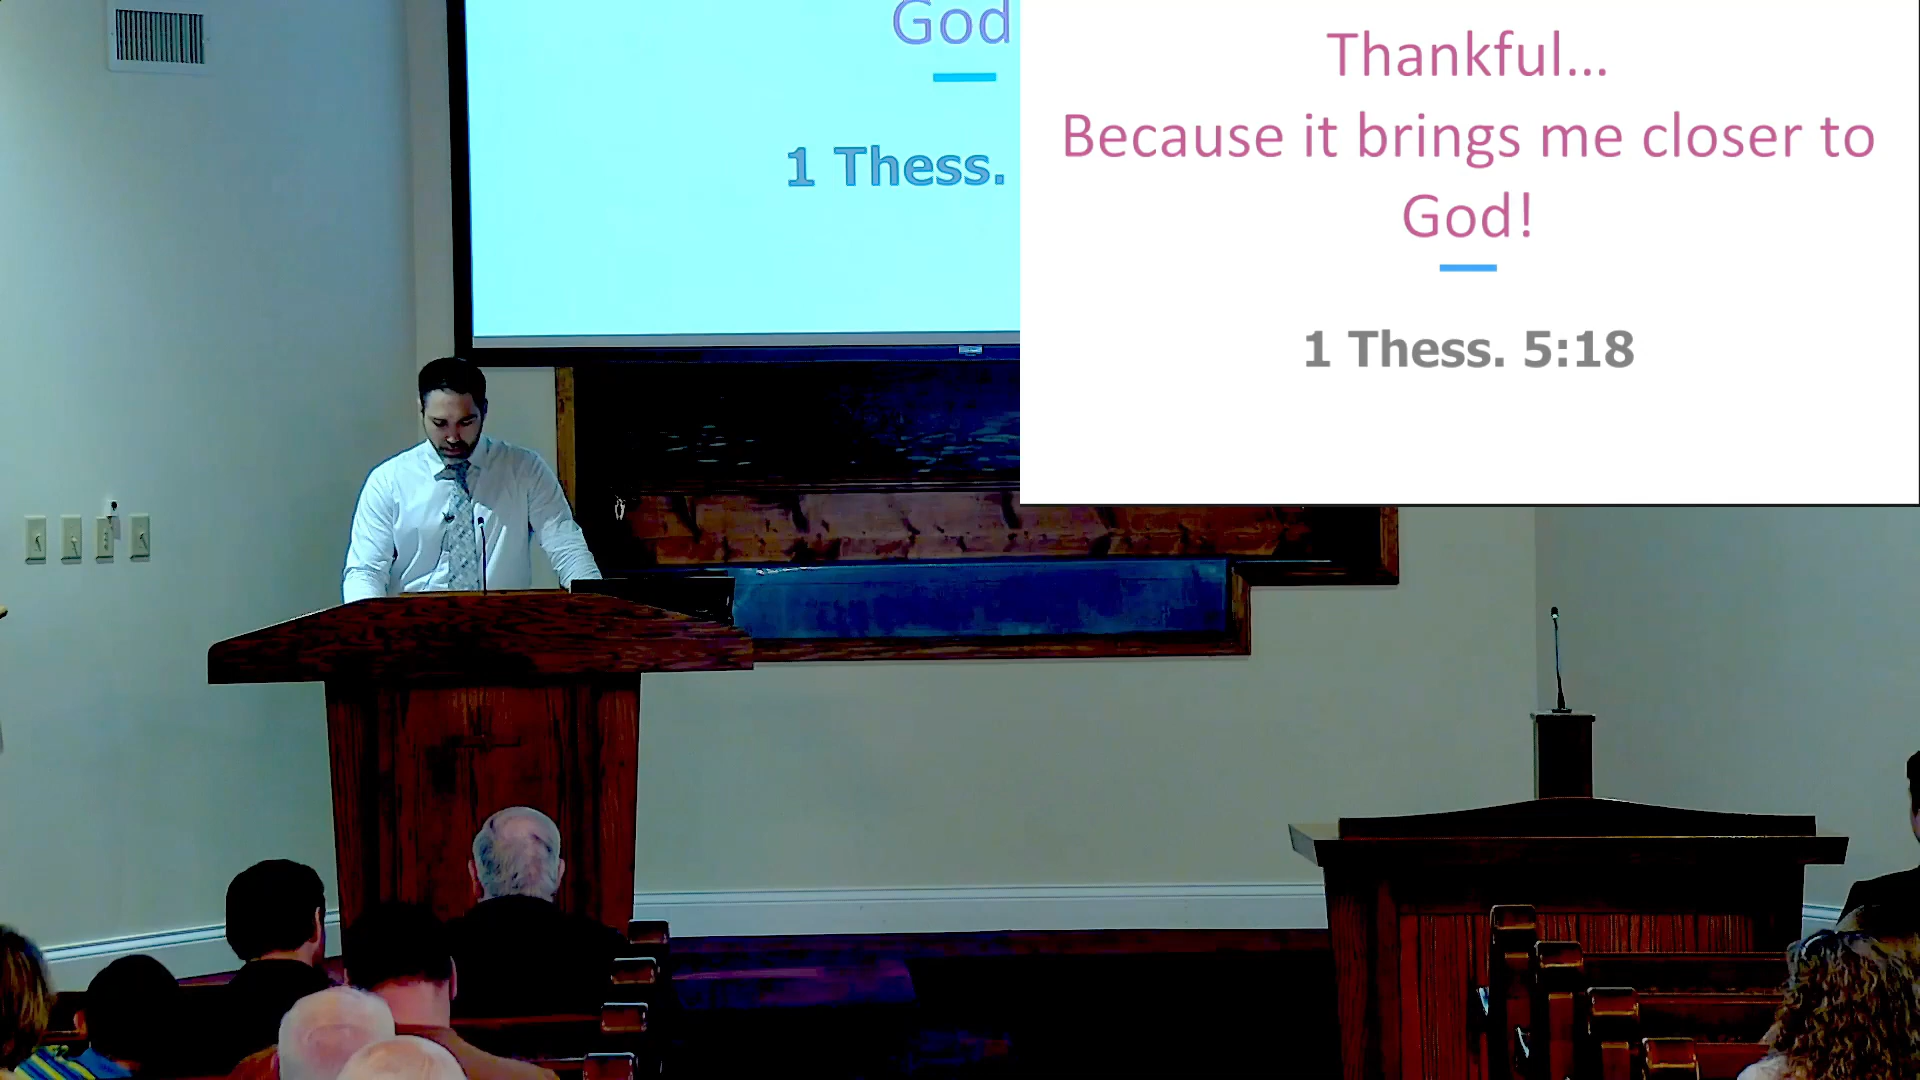 God
1 Thess.
Thankful...
Because it brings me closer to
God!
1 Thess. 5:18